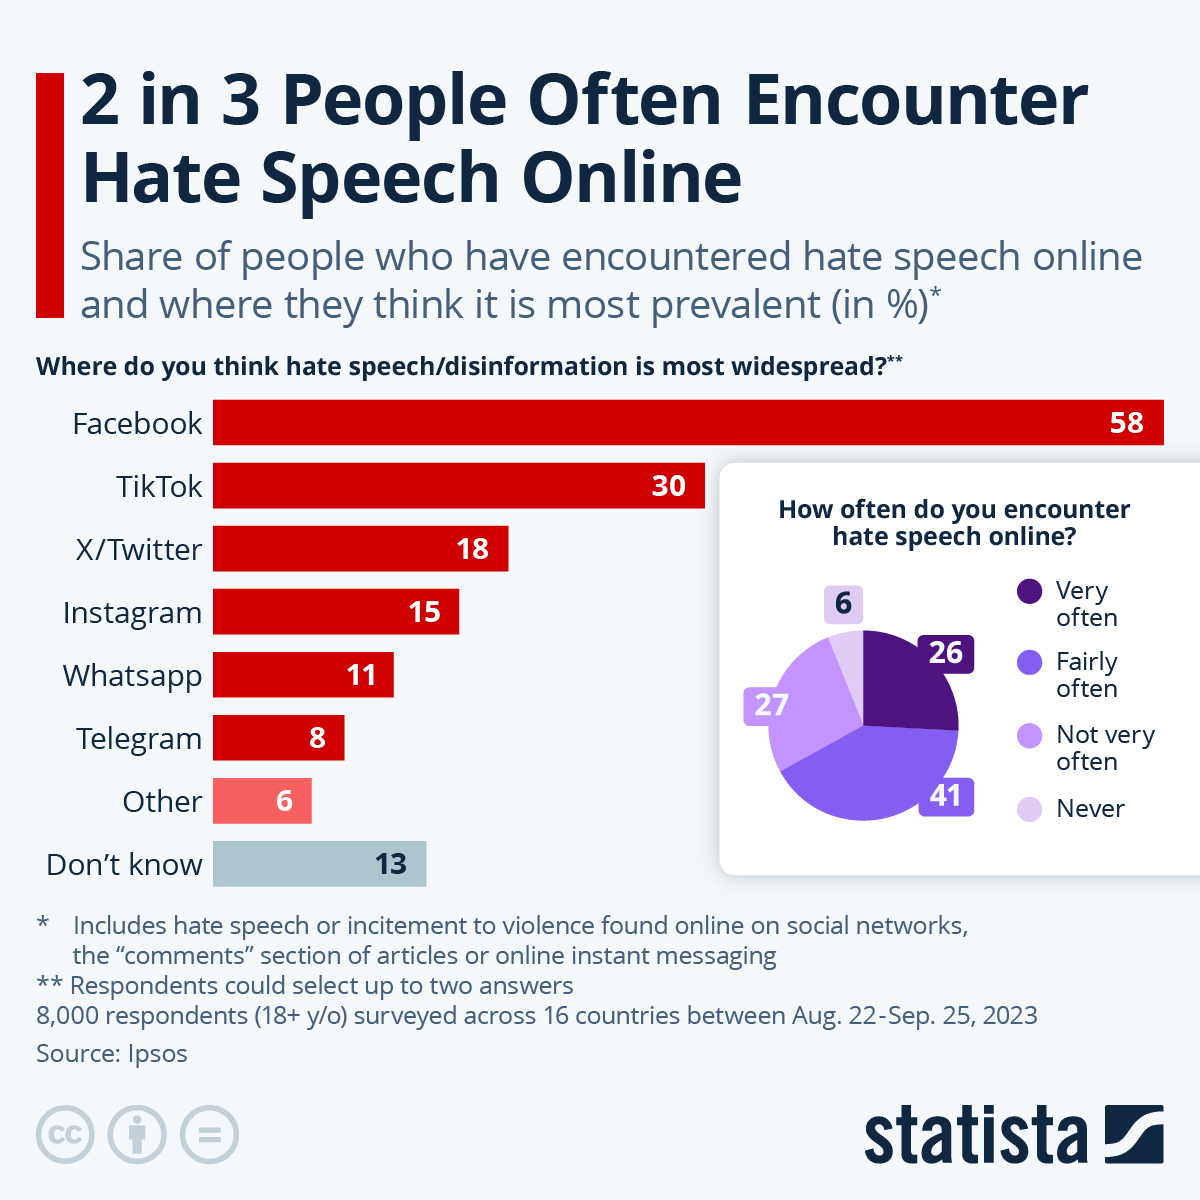 2 in 3 People Often Encounter
Hate Speech Online
Share of people who have encountered hate speech online
and where they think it is most prevalent (in %)*
Where do you think hate speech/disinformation is most widespread?**
Facebook 58
TikTok 30
X/Twitter 18
Instagram 15
Whatsapp 11
Telegram 8
Other 6
Don't know 13
How often do you encounter
hate speech online?
6
26
27
41
Very
often
Fairly
often
Not very
often
Never
* Includes hate speech or incitement to violence found online on social networks,
the “comments” section of articles or online instant messaging
** Respondents could select up to two answers
8,000 respondents (18+ y/o) surveyed across 16 countries between Aug. 22-Sep. 25, 2023
Source: Ipsos
cc
statista